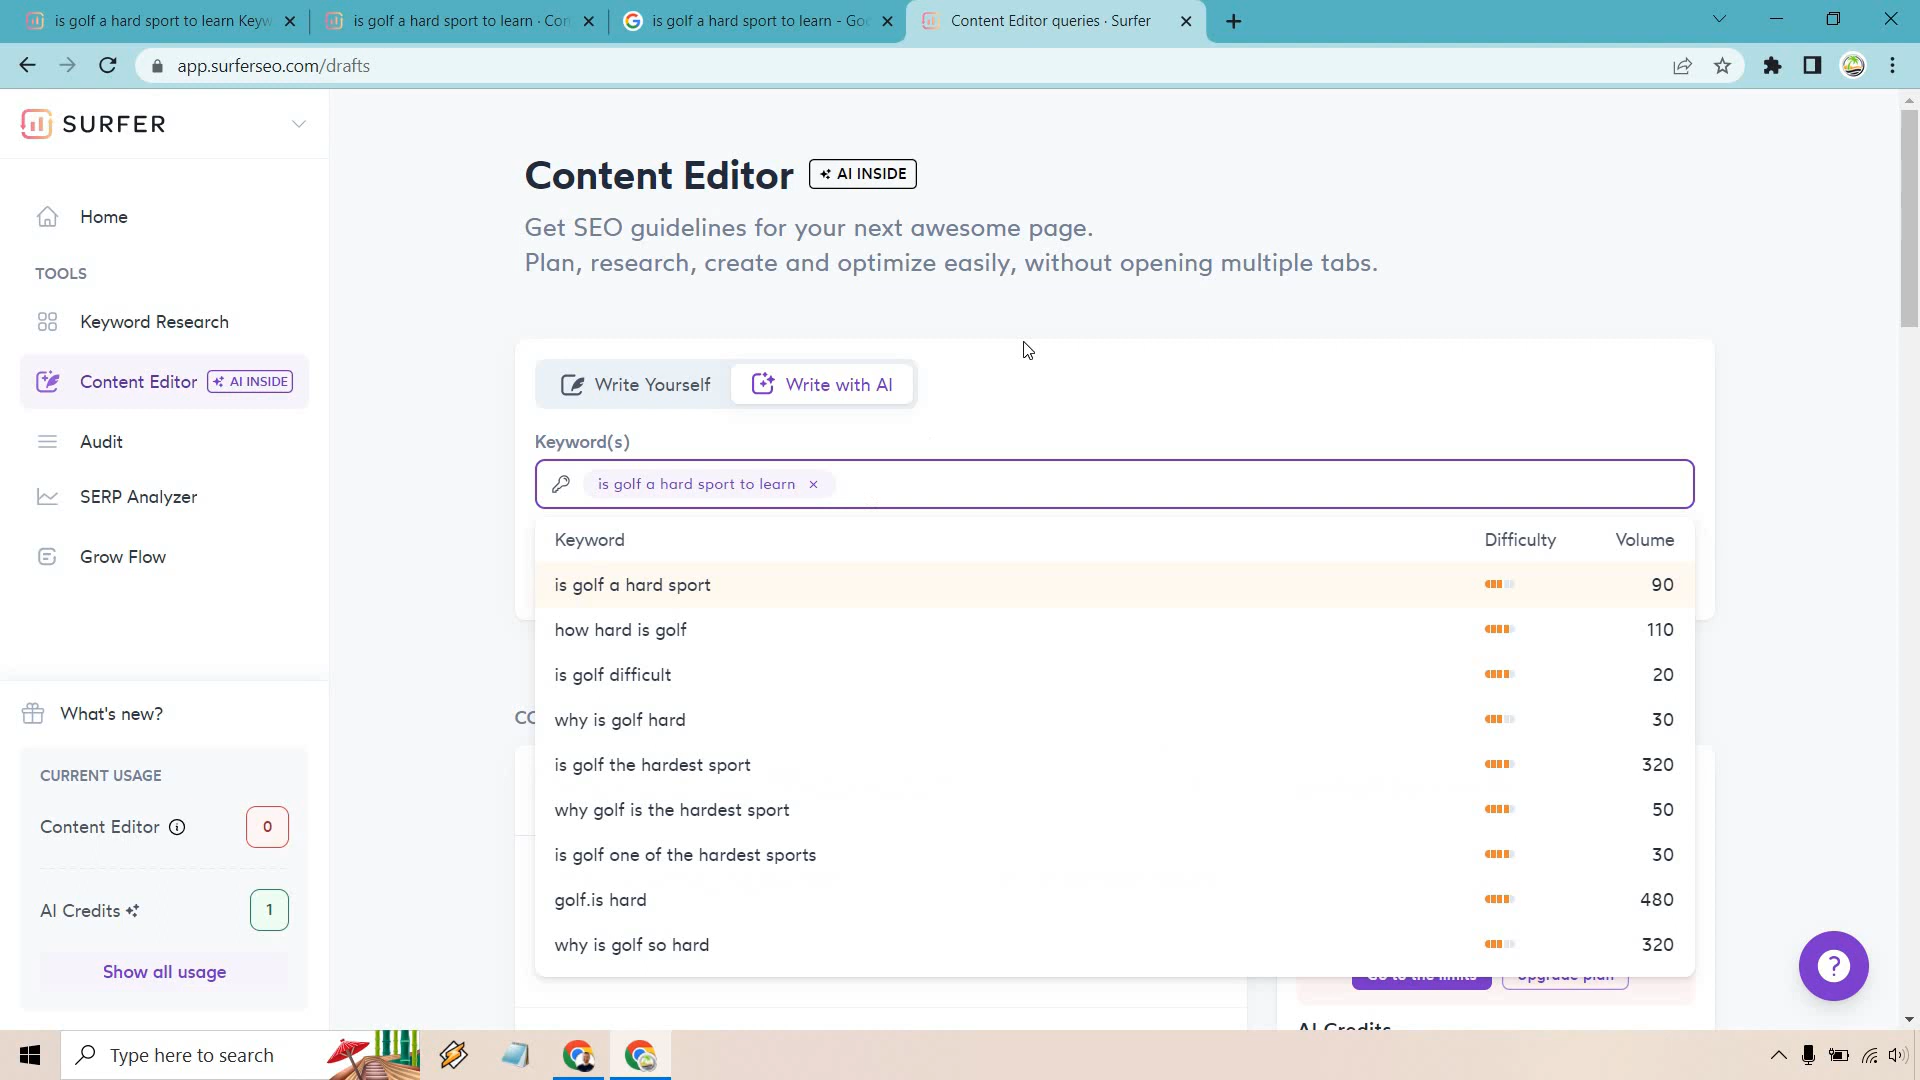 is golf a hard sport to learn Keyw
is golf a hard sport to learn · Con
is golf a hard sport to learn - Goo
Content Editor queries · Surfer
app.surferseo.com/drafts
SURFER
Home
TOOLS
Keyword Research
Content Editor AI INSIDE
Audit
SERP Analyzer
Grow Flow
What's new?
CURRENT USAGE
Content Editor 0
AI Credits 1
Show all usage
Content Editor AI INSIDE
Get SEO guidelines for your next awesome page.
Plan, research, create and optimize easily, without opening multiple tabs.
Write Yourself Write with AI
Keyword(s)
is golf a hard sport to learn ×
Keyword Difficulty Volume
is golf a hard sport 90
how hard is golf 110
is golf difficult 20
why is golf hard 30
is golf the hardest sport 320
why golf is the hardest sport 50
is golf one of the hardest sports 30
golf.is hard 480
why is golf so hard 320
Go to the limits Upgrade plan
AI Credits
?
Type here to search